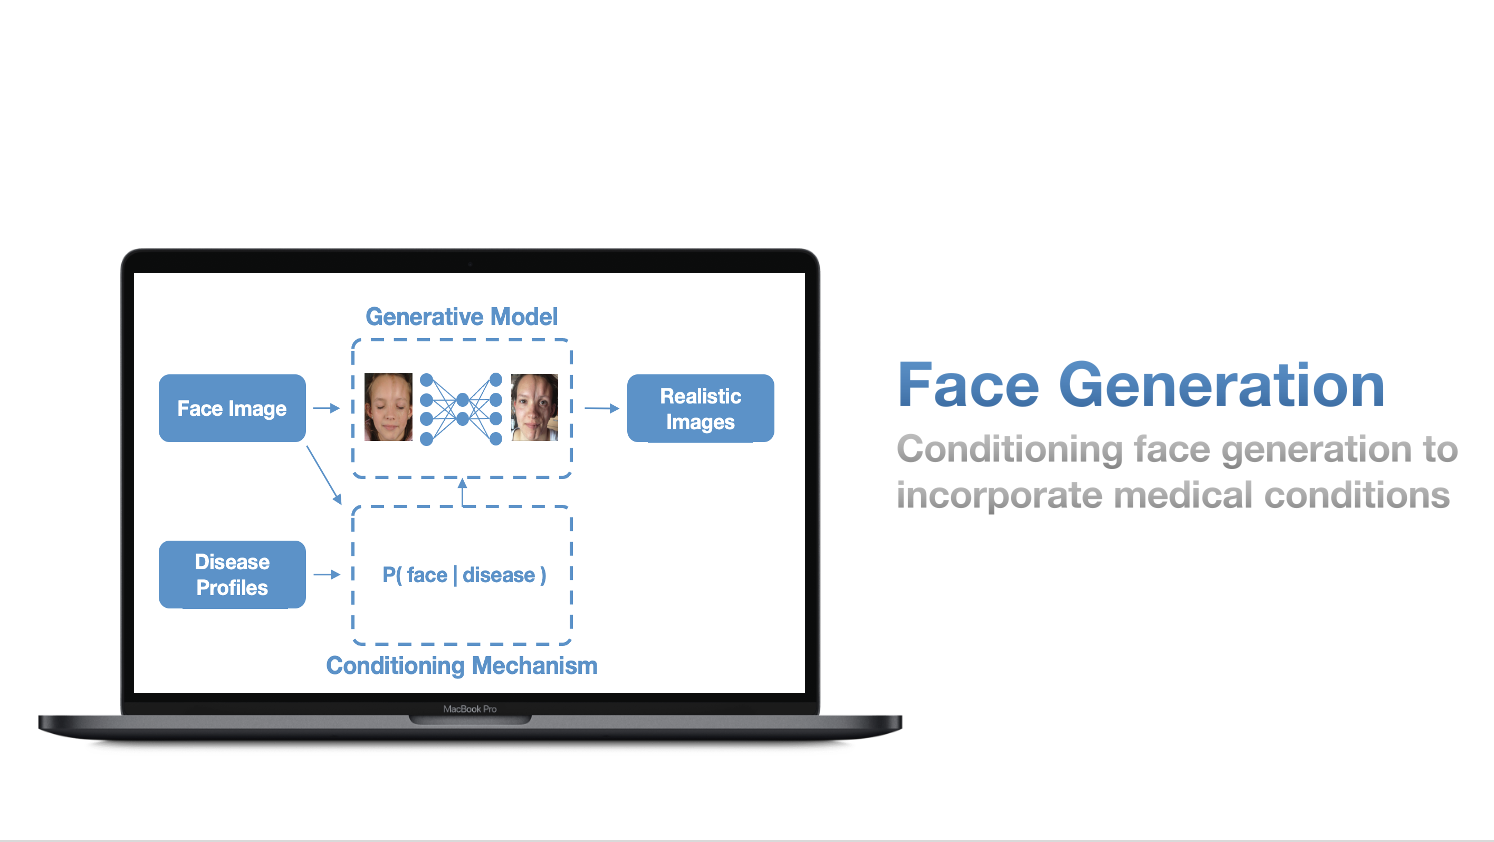 Generative Model
Face Image
Realistic
Images
Disease
Profiles
P( face | disease )
Conditioning Mechanism
MacBook Pro
Face Generation
Conditioning face generation to
incorporate medical conditions